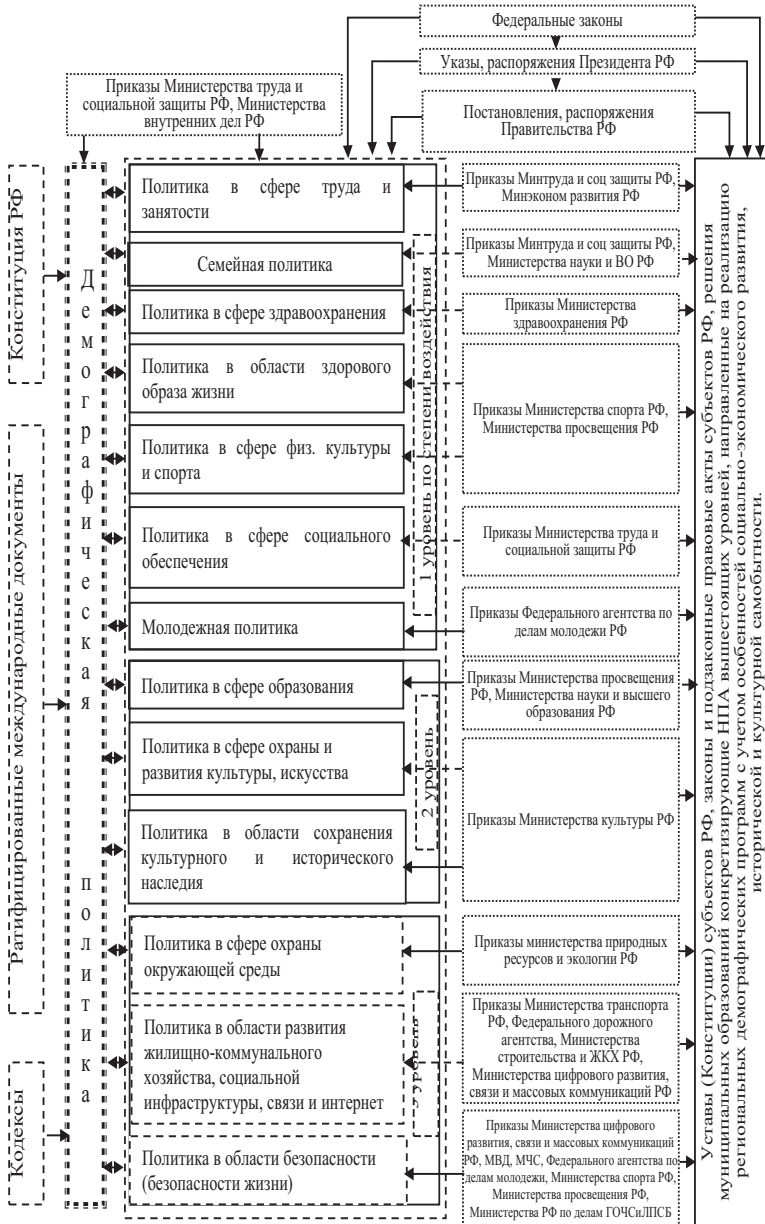 Федеральные законы
Указы, распоряжения Президента РФ
Постановления, распоряжения
Правительства РФ
Приказы Министерства труда и
социальной защиты РФ, Министерства
внутренних дел РФ
Конституция РФ
Ратифицированные международные документы
Кодексы
Демографическая политика
Политика в сфере труда и
занятости
Семейная политика
Политика в сфере здравоохранения
Политика в области здорового
образа жизни
Политика в сфере физ. культуры
и спорта
Политика в сфере социального
обеспечения
Молодежная политика
1 уровень по степени воздействия
Политика в сфере образования
Политика в сфере охраны и
развития культуры, искусства
Политика в области сохранения
культурного и исторического
наследия
2 уровень
Политика в сфере охраны
окружающей среды
Политика в области развития
жилищно-коммунального
хозяйства, социальной
инфраструктуры, связи и интернет
Политика в области безопасности
(безопасности жизни)
3 уровень
Приказы Минтруда и соц защиты РФ,
Минэконом развития РФ
Приказы Минтруда и соц защиты РФ,
Министерства науки и ВО РФ
Приказы Министерства
здравоохранения РФ
Приказы Министерства спорта РФ,
Министерства просвещения РФ
Приказы Министерства труда и
социальной защиты РФ
Приказы Федерального агентства по
делам молодежи РФ
Приказы Министерства просвещения
РФ, Министерства науки и высшего
образования РФ
Приказы Министерства культуры РФ
Приказы министерства природных
ресурсов и экологии РФ
Приказы Министерства транспорта
РФ, Федерального дорожного
агентства, Министерства
строительства и ЖКХ РФ,
Министерства цифрового развития,
связи и массовых коммуникаций РФ
Приказы Министерства цифрового
развития, связи и массовых коммуникаций
РФ, МВД, МЧС, Федерального агентства по
делам молодежи, Министерства спорта РФ,
Министерства просвещения РФ,
Министерства РФ по делам ГОЧСиЛПСБ
Уставы (Конституции) субъектов РФ, законы и подзаконные правовые акты субъектов РФ, решения
муниципальных образований конкретизирующие НПА вышестоящих уровней, направленные на реализацию
региональных демографических программ с учетом особенностей социально-экономического развития,
исторической и культурной самобытности.